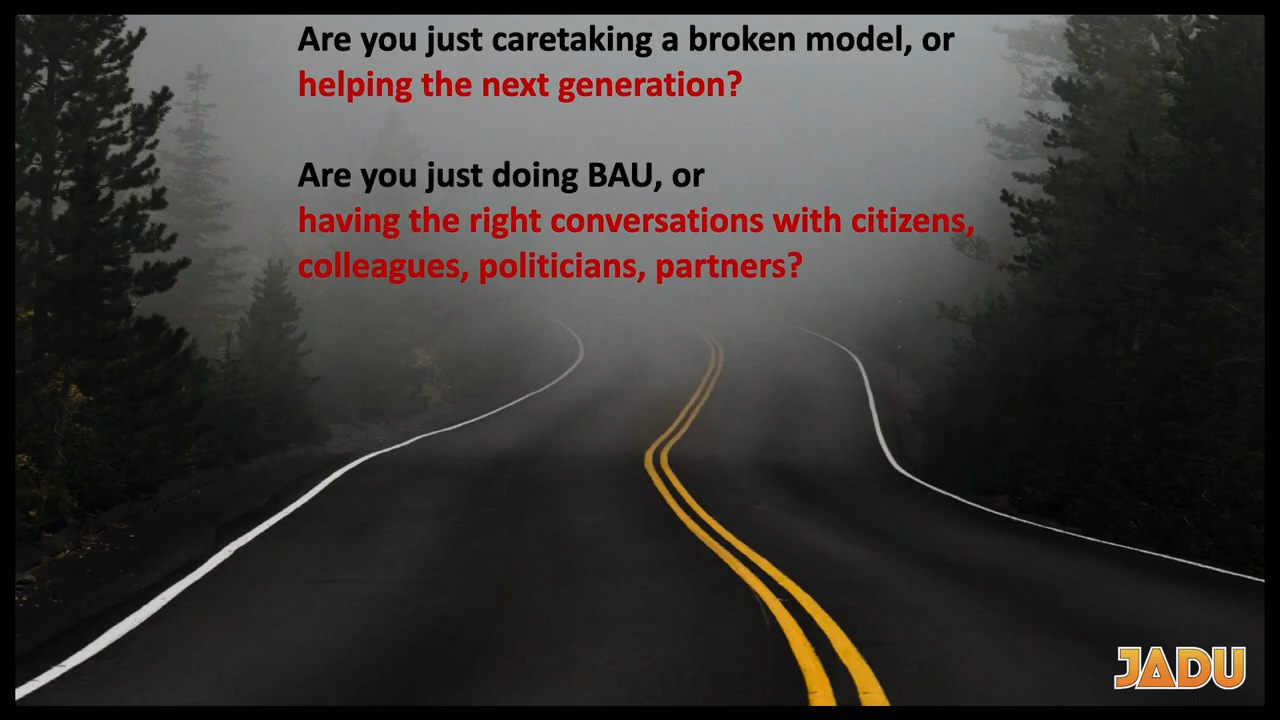 Are you just caretaking a broken model, or
helping the next generation?
Are you just doing BAU, or
having the right conversations with citizens,
colleagues, politicians, partners?
JADU